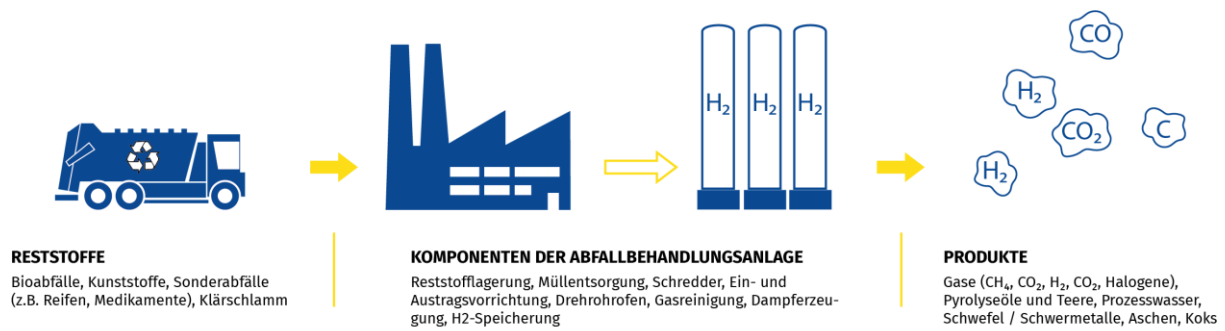 CO
H₂
CO₂
C
H₂
H₂ H₂ H₂
RESTSTOFFE
Bioabfälle, Kunststoffe, Sonderabfälle
(z.B. Reifen, Medikamente), Klärschlamm
KOMPONENTEN DER ABFALLBEHANDLUNGSANLAGE
Reststofflagerung, Müllentsorgung, Schredder, Ein- und
Austragsvorrichtung, Drehrohrofen, Gasreinigung, Dampferzeu-
gung, H2-Speicherung
PRODUKTE
Gase (CH₄, CO₂, H₂, CO₂, Halogene),
Pyrolyseöle und Teere, Prozesswasser,
Schwefel / Schwermetalle, Aschen, Koks